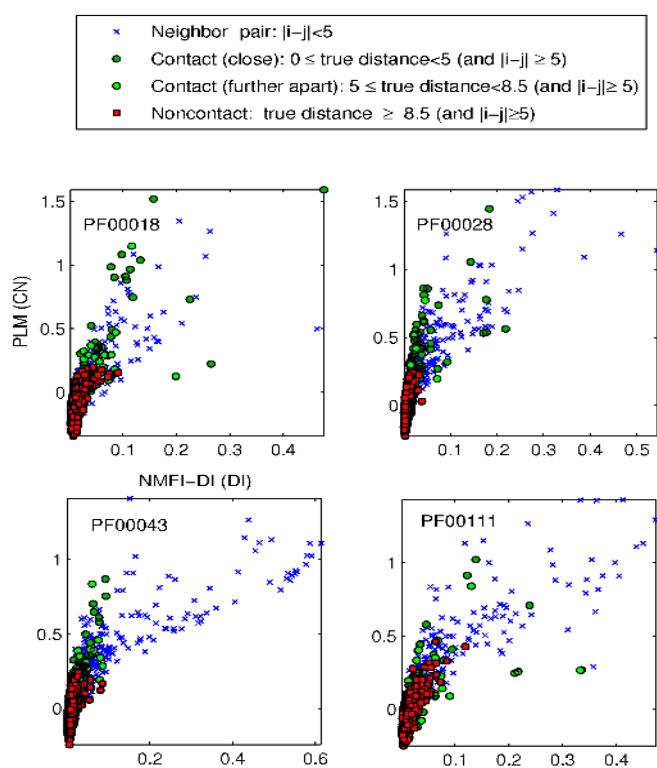 Neighbor pair: |i-j|<5
Contact (close): 0 ≤ true distance<5 (and |i-j| ≥ 5)
Contact (further apart): 5 ≤ true distance<8.5 (and |i-j|≥ 5)
Noncontact: true distance ≥ 8.5 (and |i-j|≥5)
1.5
PF00018
1
PLM (CN)
0.5
0
0.1 0.2 0.3 0.4
NMFI-DI (DI)
1.5
PF00028
1
0.5
0
0.1 0.2 0.3 0.4 0.5
PF00043
1
0.5
0
0.2 0.4 0.6
PF00111
1
0.5
0
0.1 0.2 0.3 0.4